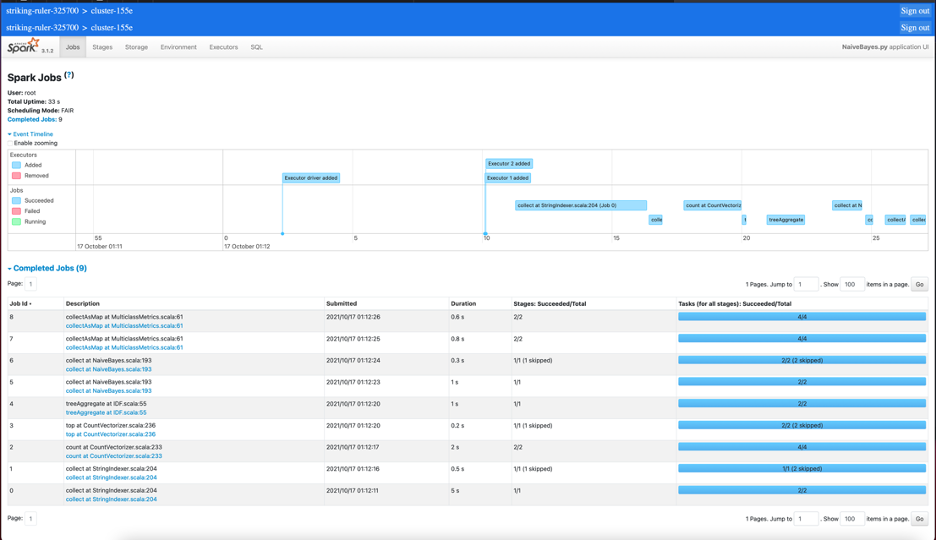 striking-ruler-325700 > cluster-155e Sign out
striking-ruler-325700 > cluster-155e Sign out
Spark 3.1.2 Jobs Stages Storage Environment Executors SQL NaiveBayes.py application UI
Spark Jobs (?)
User: root
Total Uptime: 33 s
Scheduling Mode: FAIR
Completed Jobs: 9
Event Timeline
Enable zooming
Executors
Added
Removed
Executor 2 added
Executor driver added Executor 1 added
Jobs
Succeeded
Failed
Running
collect at StringIndexer.scala:204 (Job 0) count at CountVectoriz collect at N
colle treeAggregate collect colle
55 0 5 10 15 20 25
17 October 01:11 17 October 01:12
Completed Jobs (9)
Page: 1 1 Pages. Jump to 1 . Show 100 items in a page. Go
Job Id Description Submitted Duration Stages: Succeeded/Total Tasks (for all stages): Succeeded/Total
8 collectAsMap at MulticlassMetrics.scala:61 2021/10/17 01:12:26 0.6 s 2/2 4/4
collectAsMap at MulticlassMetrics.scala:61
7 collectAsMap at MulticlassMetrics.scala:61 2021/10/17 01:12:25 0.8 s 2/2 4/4
collectAsMap at MulticlassMetrics.scala:61
6 collect at NaiveBayes.scala:193 2021/10/17 01:12:24 0.3 s 1/1 (1 skipped) 2/2 (2 skipped)
collect at NaiveBayes.scala:193
5 collect at NaiveBayes.scala:193 2021/10/17 01:12:23 1 s 1/1 2/2
collect at NaiveBayes.scala:193
4 treeAggregate at IDF.scala:55 2021/10/17 01:12:20 1 s 1/1 2/2
treeAggregate at IDF.scala:55
3 top at CountVectorizer.scala:236 2021/10/17 01:12:20 0.2 s 1/1 (1 skipped) 2/2 (2 skipped)
top at CountVectorizer.scala:236
2 count at CountVectorizer.scala:233 2021/10/17 01:12:17 2 s 2/2 4/4
count at CountVectorizer.scala:233
1 collect at StringIndexer.scala:204 2021/10/17 01:12:16 0.5 s 1/1 (1 skipped) 1/1 (2 skipped)
collect at StringIndexer.scala:204
0 collect at StringIndexer.scala:204 2021/10/17 01:12:11 5 s 1/1 2/2
collect at StringIndexer.scala:204
Page: 1 1 Pages. Jump to 1 . Show 100 items in a page. Go